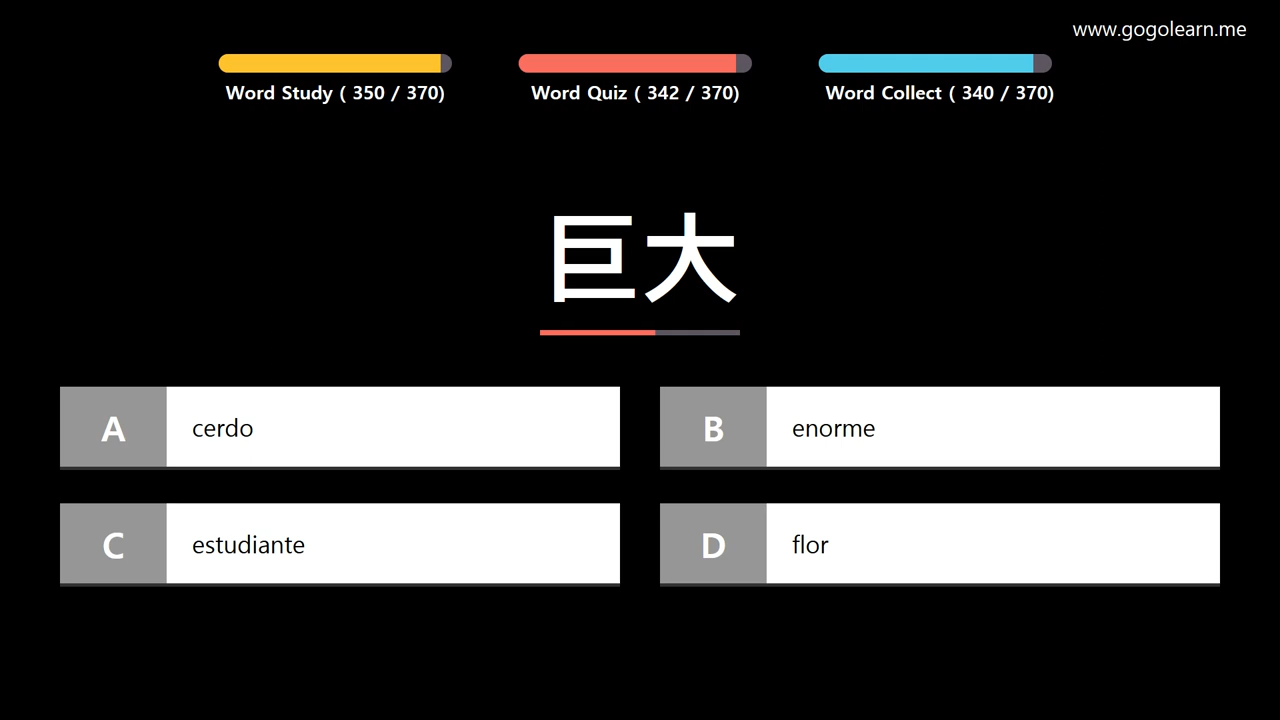 www.gogolearn.me
Word Study ( 350 / 370)
Word Quiz ( 342 / 370)
Word Collect ( 340 / 370)
巨大
A cerdo
B enorme
C estudiante
D flor